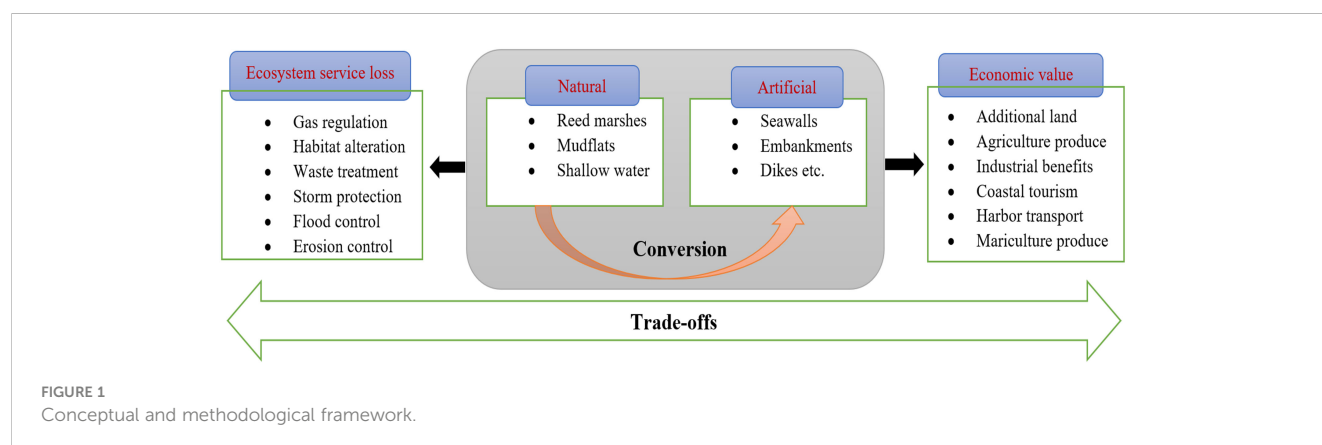 Ecosystem service loss
• Gas regulation
• Habitat alteration
• Waste treatment
• Storm protection
• Flood control
• Erosion control
Natural
• Reed marshes
• Mudflats
• Shallow water
Artificial
• Seawalls
• Embankments
• Dikes etc.
Conversion
Economic value
• Additional land
• Agriculture produce
• Industrial benefits
• Coastal tourism
• Harbor transport
• Mariculture produce
Trade-offs
FIGURE 1
Conceptual and methodological framework.